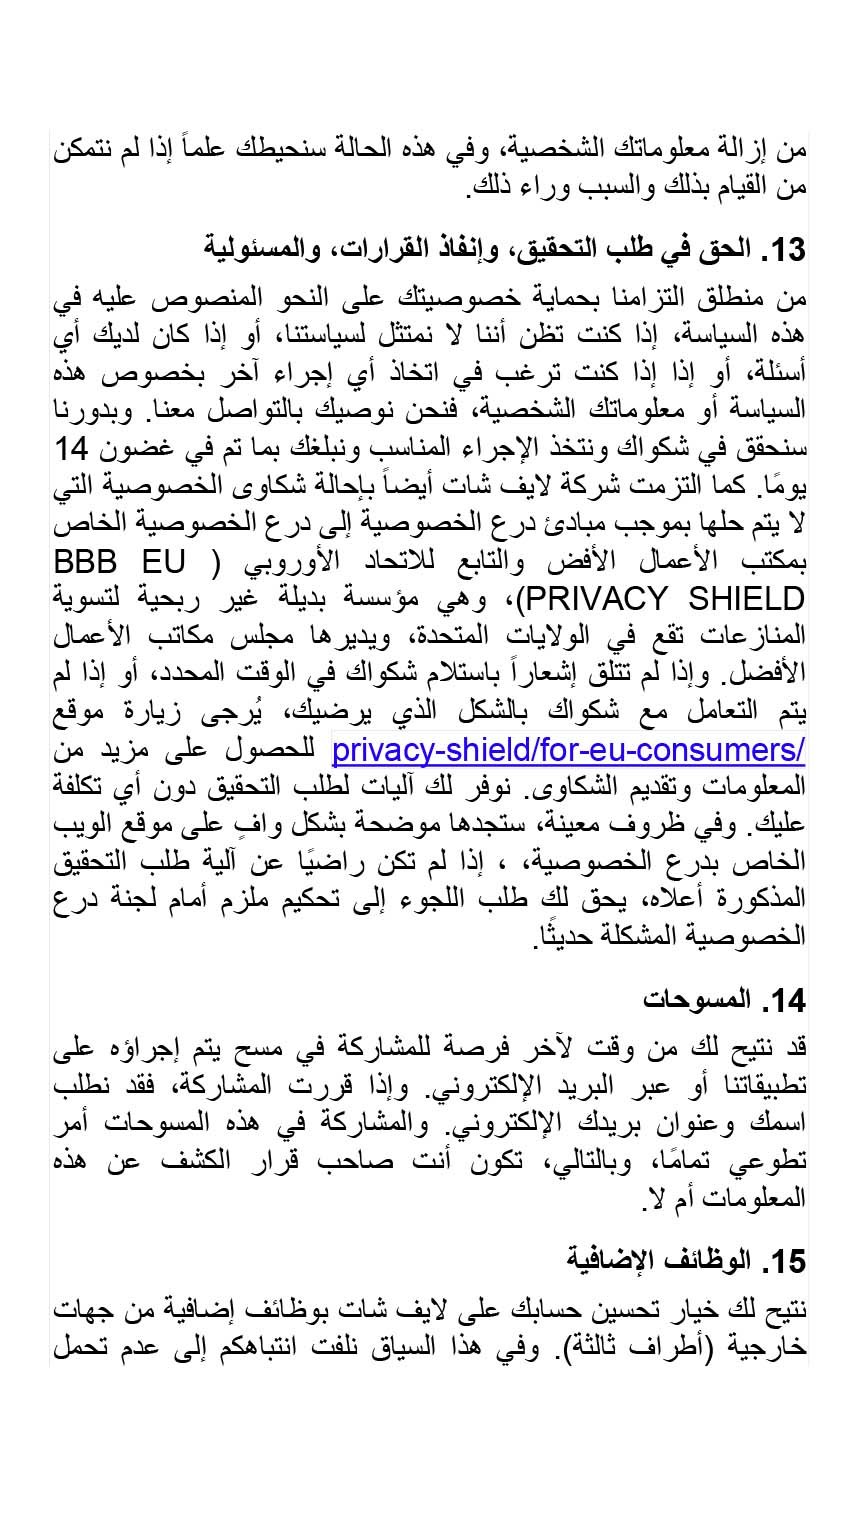 من إزالة معلوماتك الشخصية، وفي هذه الحالة سنحيطك علماً إذا لم نتمكن
من القيام بذلك والسبب وراء ذلك.
13. الحق في طلب التحقيق، وإنفاذ القرارات، والمسئولية
من منطلق التزامنا بحماية خصوصيتك على النحو المنصوص عليه في
هذه السياسة، إذا كنت تظن أننا لا نمتثل لسياستنا، أو إذا كان لديك أي
أسئلة، أو إذا إذا كنت ترغب في اتخاذ أي إجراء آخر بخصوص هذه
السياسة أو معلوماتك الشخصية، فنحن نوصيك بالتواصل معنا. وبدورنا
سنحقق في شكواك ونتخذ الإجراء المناسب ونبلغك بما تم في غضون 14
يومًا. كما التزمت شركة لايف شات أيضاً بإحالة شكاوى الخصوصية التي
لا يتم حلها بموجب مبادئ درع الخصوصية إلى درع الخصوصية الخاص
بمكتب الأعمال الأفض والتابع للاتحاد الأوروبي ( BBB EU
PRIVACY SHIELD)، وهي مؤسسة بديلة غير ربحية لتسوية
المنازعات تقع في الولايات المتحدة، ويديرها مجلس مكاتب الأعمال
الأفضل. وإذا لم تتلق إشعاراً باستلام شكواك في الوقت المحدد، أو إذا لم
يتم التعامل مع شكواك بالشكل الذي يرضيك، يُرجى زيارة موقع
privacy-shield/for-eu-consumers/ للحصول على مزيد من
المعلومات وتقديم الشكاوى. نوفر لك آليات لطلب التحقيق دون أي تكلفة
عليك. وفي ظروف معينة، ستجدها موضحة بشكل وافٍ على موقع الويب
الخاص بدرع الخصوصية، ، إذا لم تكن راضيًا عن آلية طلب التحقيق
المذكورة أعلاه، يحق لك طلب اللجوء إلى تحكيم ملزم أمام لجنة درع
الخصوصية المشكلة حديثًا.
14. المسوحات
قد نتيح لك من وقت لآخر فرصة للمشاركة في مسح يتم إجراؤه على
تطبيقاتنا أو عبر البريد الإلكتروني. وإذا قررت المشاركة، فقد نطلب
اسمك وعنوان بريدك الإلكتروني. والمشاركة في هذه المسوحات أمر
تطوعي تمامًا، وبالتالي، تكون أنت صاحب قرار الكشف عن هذه
المعلومات أم لا.
15. الوظائف الإضافية
نتيح لك خيار تحسين حسابك على لايف شات بوظائف إضافية من جهات
خارجية (أطراف ثالثة). وفي هذا السياق نلفت انتباهكم إلى عدم تحمل